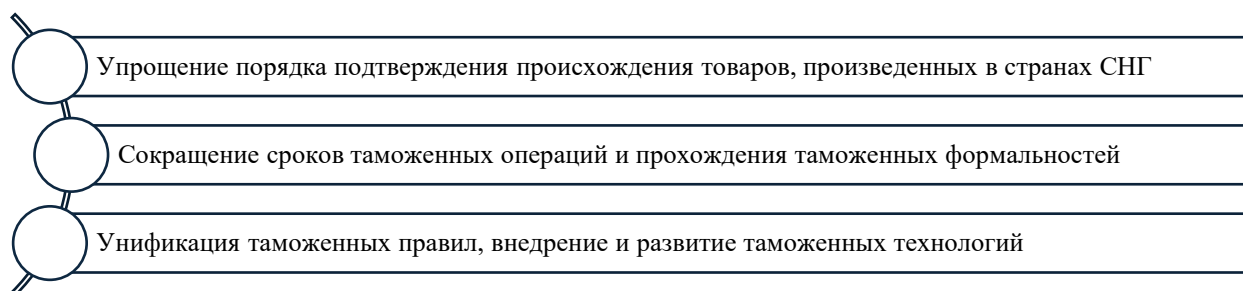 Упрощение порядка подтверждения происхождения товаров, произведенных в странах СНГ
Сокращение сроков таможенных операций и прохождения таможенных формальностей
Унификация таможенных правил, внедрение и развитие таможенных технологий